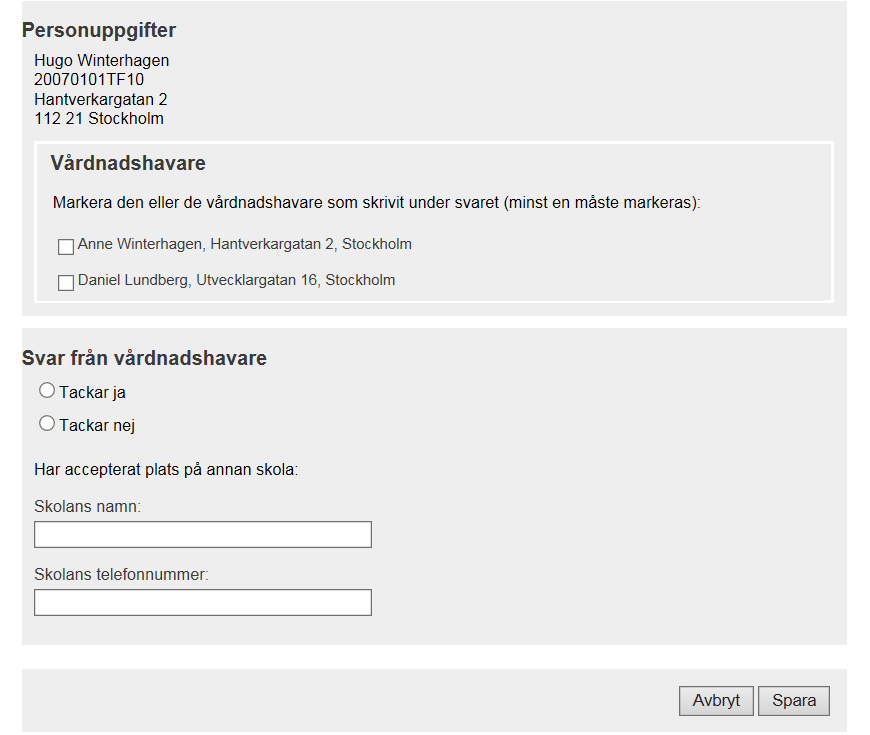 Personuppgifter
Hugo Winterhagen
20070101TF10
Hantverkargatan 2
112 21 Stockholm
Vårdnadshavare
Markera den eller de vårdnadshavare som skrivit under svaret (minst en måste markeras):
Anne Winterhagen, Hantverkargatan 2, Stockholm
Daniel Lundberg, Utvecklargatan 16, Stockholm
Svar från vårdnadshavare
Tackar ja
Tackar nej
Har accepterat plats på annan skola:
Skolans namn:
Skolans telefonnummer:
Avbryt Spara